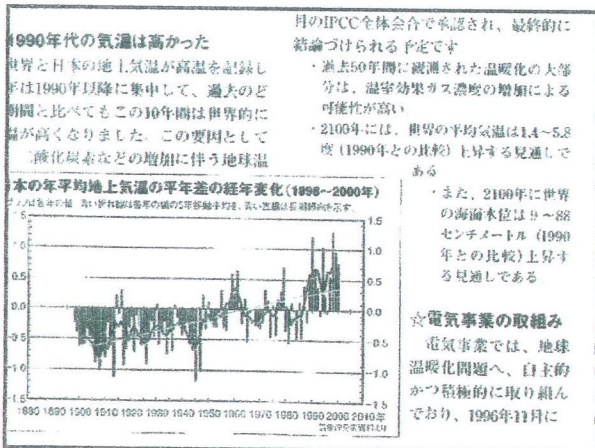 1990年代の気温は高かった
世界と日本の地上気温が高温を記録し
年は1990年以降に集中して、過去のど
期間と比べてもこの10年間は世界的に
温が高くなりました。この要因として
二酸化炭素などの増加に伴う地球温
本の年平均地上気温の平年差の経年変化(1898〜2000年)
1.5
1.0
0.5
0.0
-0.5
-1.0
-1.5
1.5
1.0
0.5
0.0
-0.5
-1.0
-1.5
1880 1890 1900 1910 1920 1930 1940 1950 1960 1970 1980 1990 2000 2010年
月のIPCC全体会合で承認され、最終的に
結論づけられる予定です
・過去50年間に観測された温暖化の大部
分は、温室効果ガス濃度の増加による
可能性が高い
・2100年には、世界の平均気温は1.4〜5.8
度(1990年との比較)上昇する見通しで
ある
・また、2100年に世界
の海面水位は9〜88
センチメートル(1990
年との比較)上昇す
る見通しである
☆電気事業の取組み
電気事業では、地球
温暖化問題へ、自主的
かつ積極的に取り組ん
でおり、1996年11月に